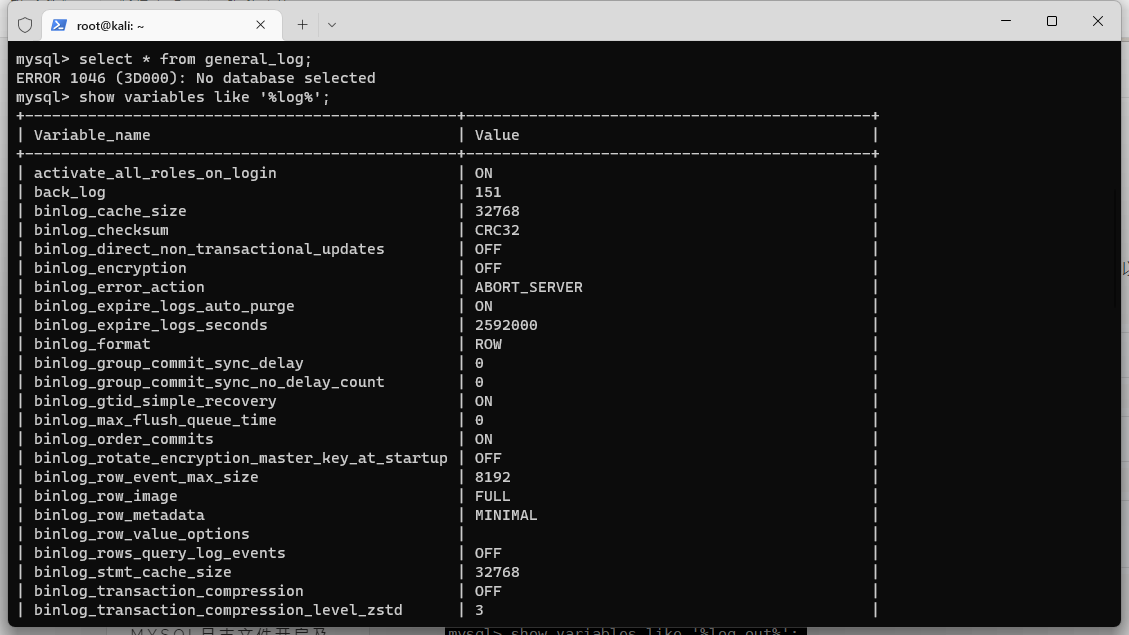 root@kali: ~
mysql> select * from general_log;
ERROR 1046 (3D000): No database selected
mysql> show variables like '%log%';
+------------------------------------------------+---------------------------------------------+
| Variable_name | Value |
+------------------------------------------------+---------------------------------------------+
| activate_all_roles_on_login | ON |
| back_log | 151 |
| binlog_cache_size | 32768 |
| binlog_checksum | CRC32 |
| binlog_direct_non_transactional_updates | OFF |
| binlog_encryption | OFF |
| binlog_error_action | ABORT_SERVER |
| binlog_expire_logs_auto_purge | ON |
| binlog_expire_logs_seconds | 2592000 |
| binlog_format | ROW |
| binlog_group_commit_sync_delay | 0 |
| binlog_group_commit_sync_no_delay_count | 0 |
| binlog_gtid_simple_recovery | ON |
| binlog_max_flush_queue_time | 0 |
| binlog_order_commits | ON |
| binlog_rotate_encryption_master_key_at_startup | OFF |
| binlog_row_event_max_size | 8192 |
| binlog_row_image | FULL |
| binlog_row_metadata | MINIMAL |
| binlog_row_value_options | |
| binlog_rows_query_log_events | OFF |
| binlog_stmt_cache_size | 32768 |
| binlog_transaction_compression | OFF |
| binlog_transaction_compression_level_zstd | 3 |
MYSQL日志文件开启及
mysql> show variables like '%log_out%';